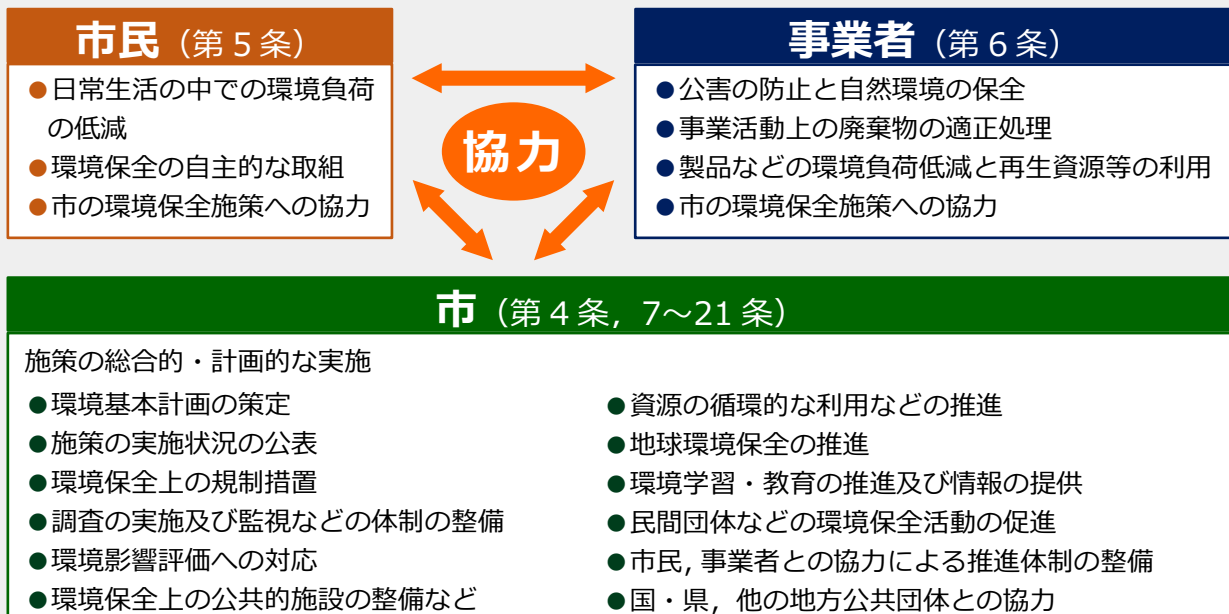 市民（第５条）
●日常生活の中での環境負荷
の低減
●環境保全の自主的な取組
●市の環境保全施策への協力
協力
事業者（第６条）
●公害の防止と自然環境の保全
●事業活動上の廃棄物の適正処理
●製品などの環境負荷低減と再生資源等の利用
●市の環境保全施策への協力
市（第４条，7～21 条）
施策の総合的・計画的な実施
●環境基本計画の策定
●施策の実施状況の公表
●環境保全上の規制措置
●調査の実施及び監視などの体制の整備
●環境影響評価への対応
●環境保全上の公共的施設の整備など
●資源の循環的な利用などの推進
●地球環境保全の推進
●環境学習・教育の推進及び情報の提供
●民間団体などの環境保全活動の促進
●市民，事業者との協力による推進体制の整備
●国・県，他の地方公共団体との協力